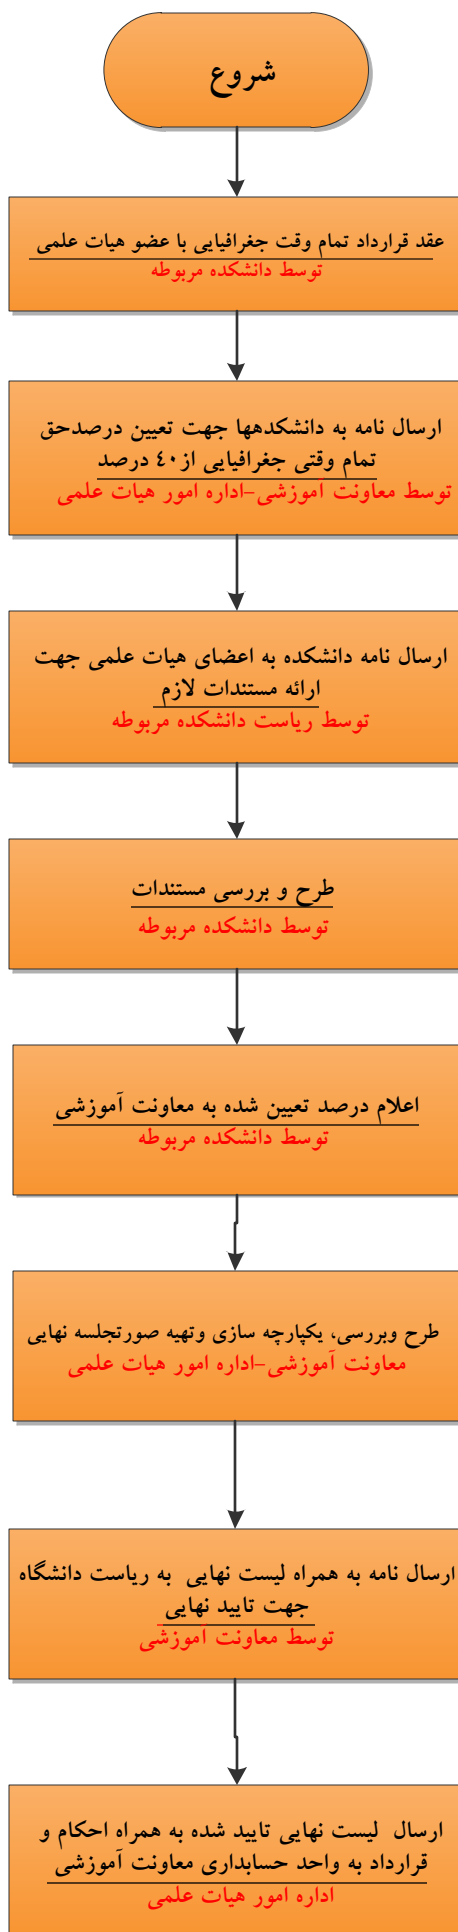 شروع
عقد قرارداد تمام وقت جغرافیایی با عضو هیات علمی
توسط دانشکده مربوطه
ارسال نامه به دانشکدهها جهت تعیین درصدحق
تمام وقتی جغرافیایی از٤٠ درصد
توسط معاونت آموزشی-اداره امور هیات علمی
ارسال نامه دانشکده به اعضای هیات علمی جهت
ارائه مستندات لازم
توسط ریاست دانشکده مربوطه
طرح و بررسی مستندات
توسط دانشکده مربوطه
اعلام درصد تعیین شده به معاونت آموزشی
توسط دانشکده مربوطه
طرح وبررسی، یکپارچه سازی وتهیه صورتجلسه نهایی
معاونت آموزشی-اداره امور هیات علمی
ارسال نامه به همراه لیست نهایی به ریاست دانشگاه
جهت تایید نهایی
توسط معاونت آموزشی
ارسال لیست نهایی تایید شده به همراه احکام و
قرارداد به واحد حسابداری معاونت آموزشی
اداره امور هیات علمی